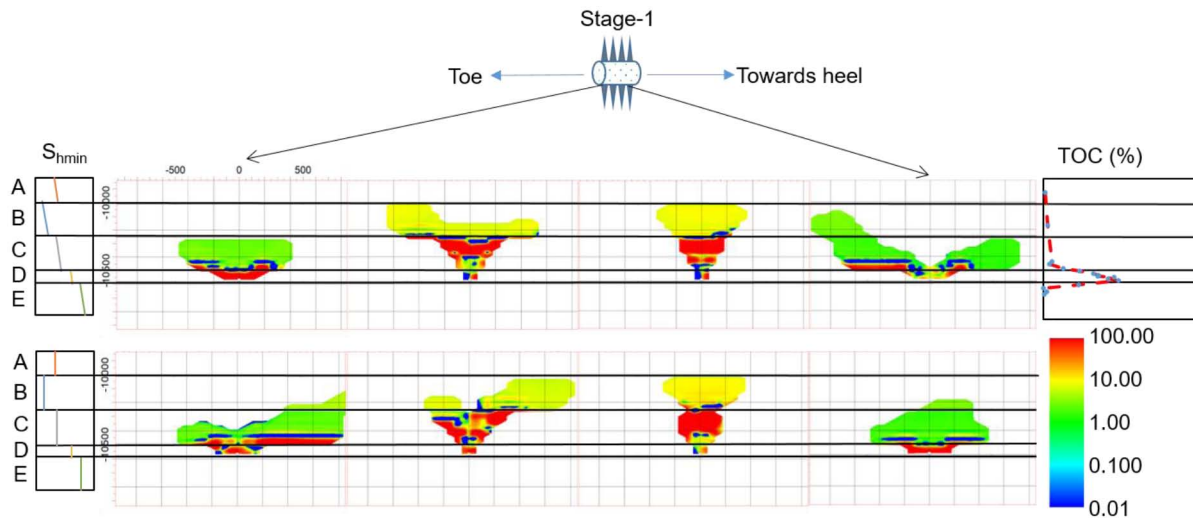 Stage-1
Toe
Towards heel
Shmin
-500 0 500
TOC (%)
A
B
C
D
E
-10000
-10500
A
B
C
D
E
-10000
-10500
100.00
10.00
1.00
0.100
0.01